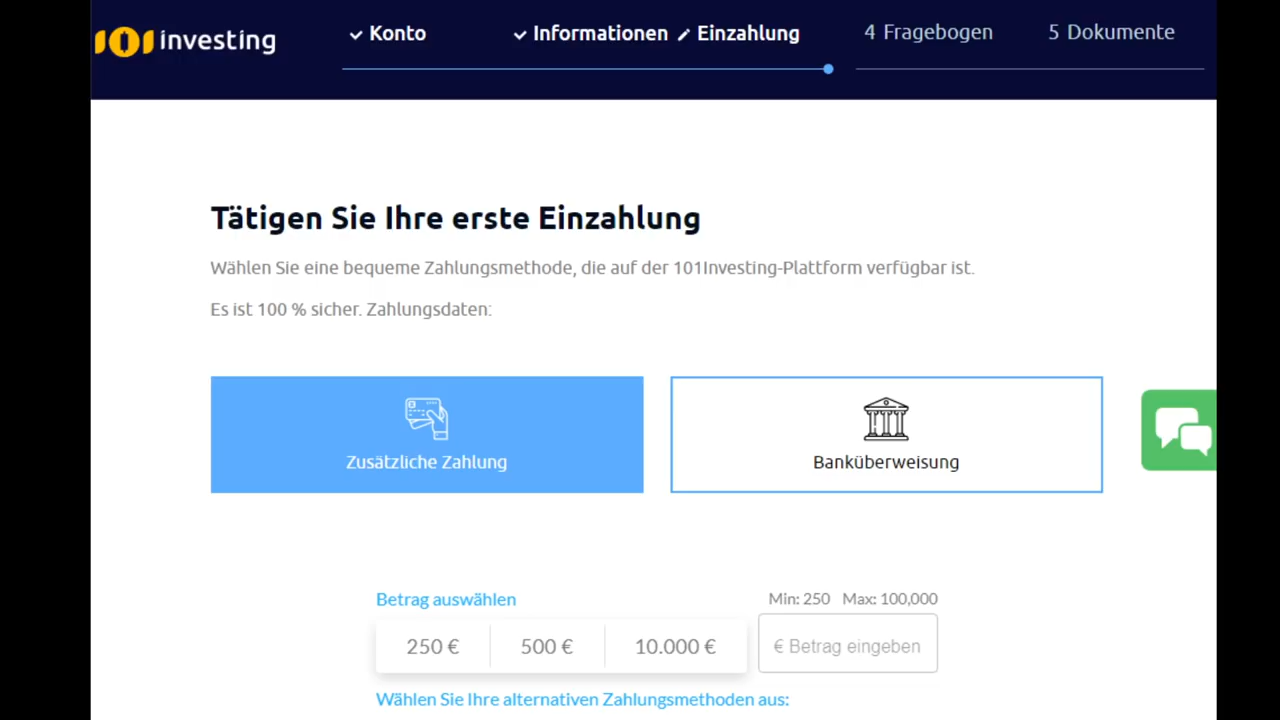 101 investing
Konto
Informationen
Einzahlung
4 Fragebogen
5 Dokumente
Tätigen Sie Ihre erste Einzahlung
Wählen Sie eine bequeme Zahlungsmethode, die auf der 101Investing-Plattform verfügbar ist.
Es ist 100 % sicher. Zahlungsdaten:
Zusätzliche Zahlung
Banküberweisung
Betrag auswählen
Min: 250 Max: 100,000
250 €
500 €
10.000 €
€ Betrag eingeben
Wählen Sie Ihre alternativen Zahlungsmethoden aus: